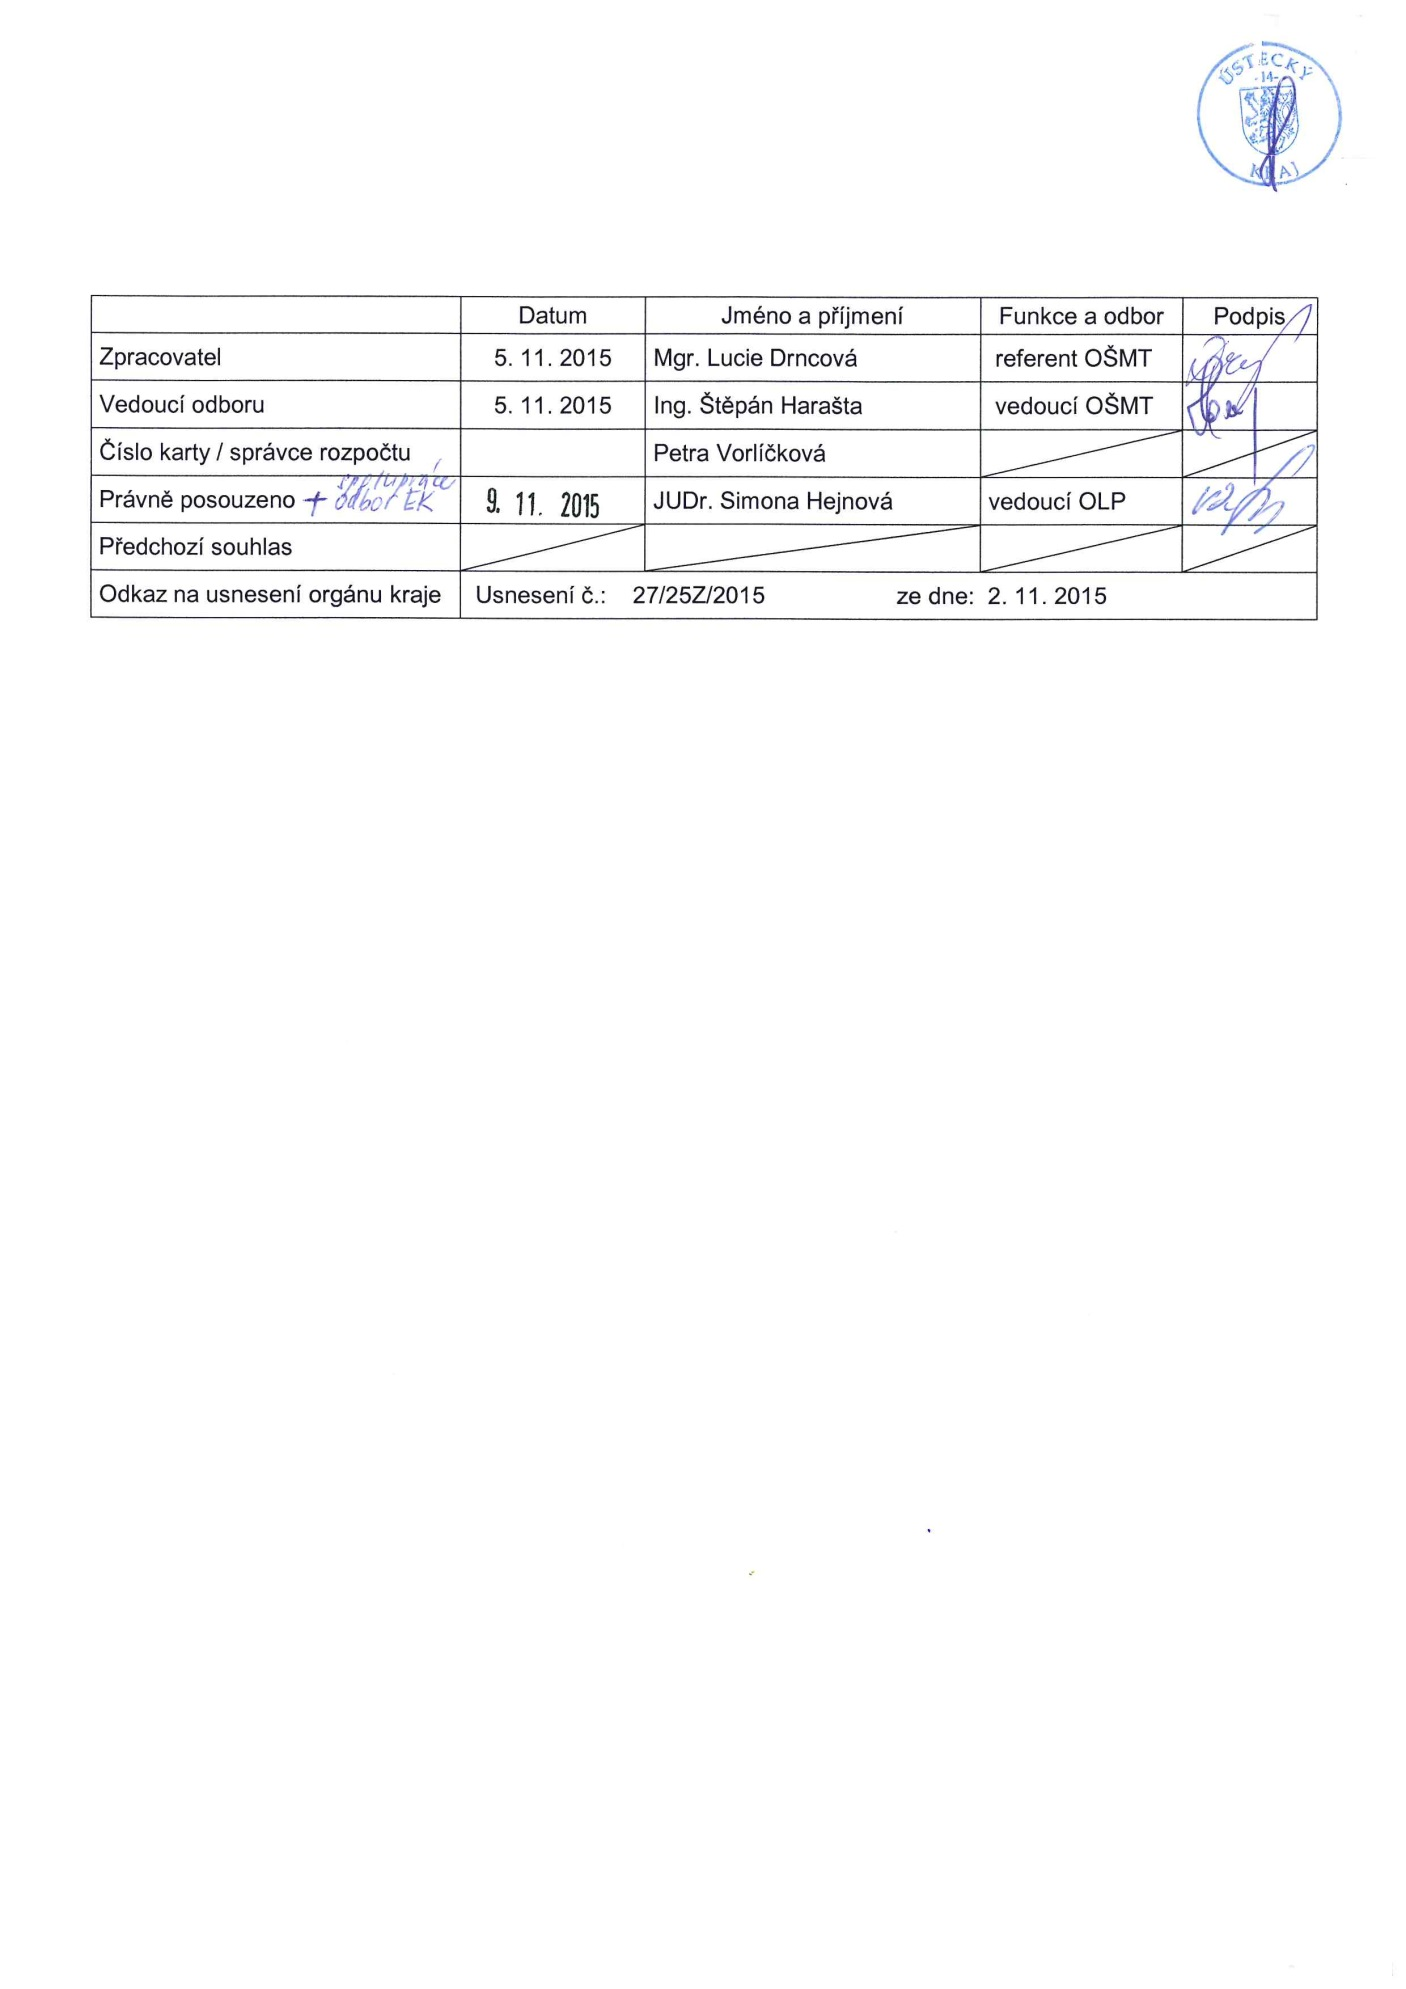 ÚSTECKÝ
-14-
KRAJ
Datum Jméno a příjmení Funkce a odbor Podpis
Zpracovatel 5. 11. 2015 Mgr. Lucie Drncová referent OŠMT
Vedoucí odboru 5. 11. 2015 Ing. Štěpán Harašta vedoucí OŠMT
Číslo karty / správce rozpočtu Petra Vorlíčková
spolupráce
Právně posouzeno + odbor EK 9. 11. 2015 JUDr. Simona Hejnová vedoucí OLP
Předchozí souhlas
Odkaz na usnesení orgánu kraje Usnesení č.: 27/25Z/2015 ze dne: 2. 11. 2015